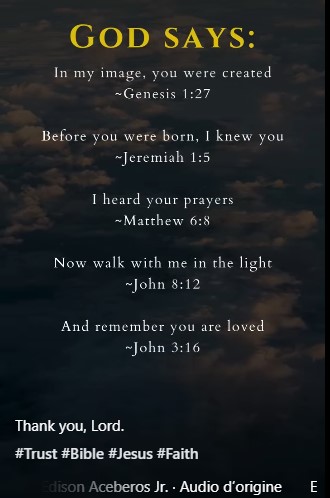 GOD SAYS:
In my image, you were created
~Genesis 1:27
Before you were born, I knew you
~Jeremiah 1:5
I heard your prayers
~Matthew 6:8
Now walk with me in the light
~John 8:12
And remember you are loved
~John 3:16
Thank you, Lord.
#Trust #Bible #Jesus #Faith
Edison Aceberos Jr. · Audio d'origine E